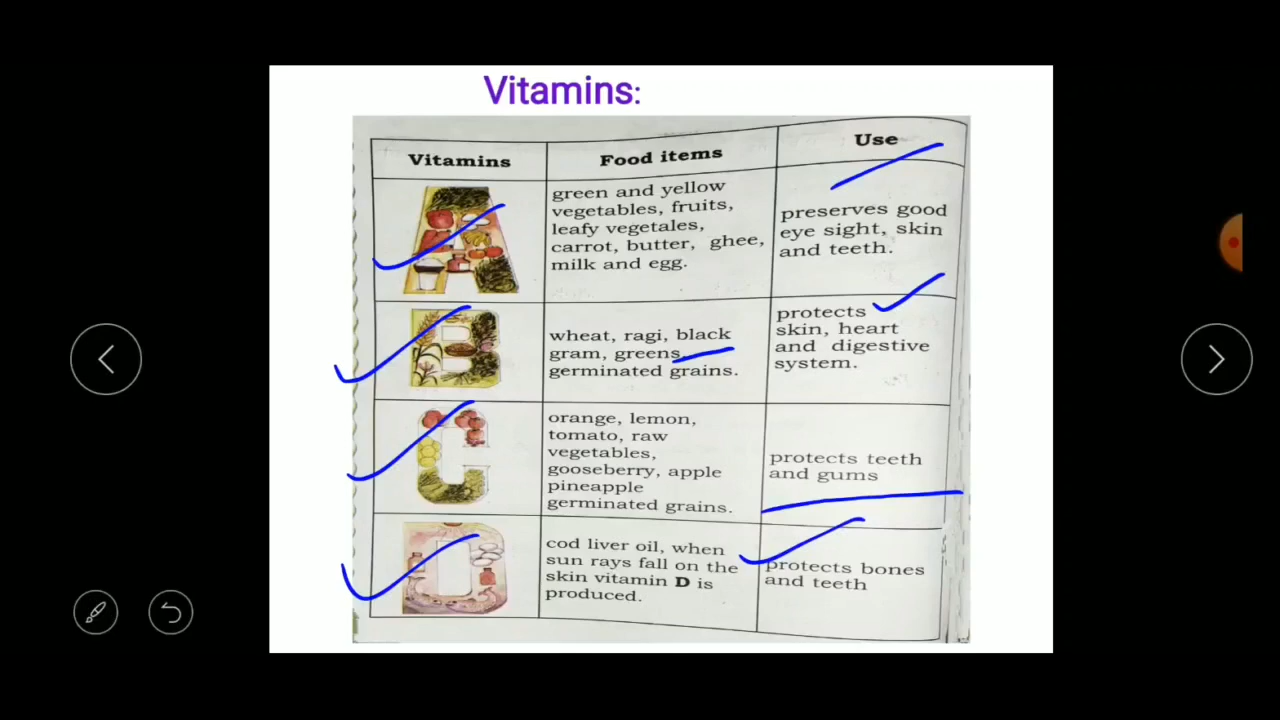 Vitamins:
Vitamins
Food items
Use
A
green and yellow
vegetables, fruits,
leafy vegetales,
carrot, butter, ghee,
milk and egg.
preserves good
eye sight, skin
and teeth.
B
wheat, ragi, black
gram, greens,
germinated grains.
protects
skin, heart
and digestive
system.
C
orange, lemon,
tomato, raw
vegetables,
gooseberry, apple
pineapple
germinated grains.
protects teeth
and gums
D
cod liver oil, when
sun rays fall on the
skin vitamin D is
produced.
protects bones
and teeth